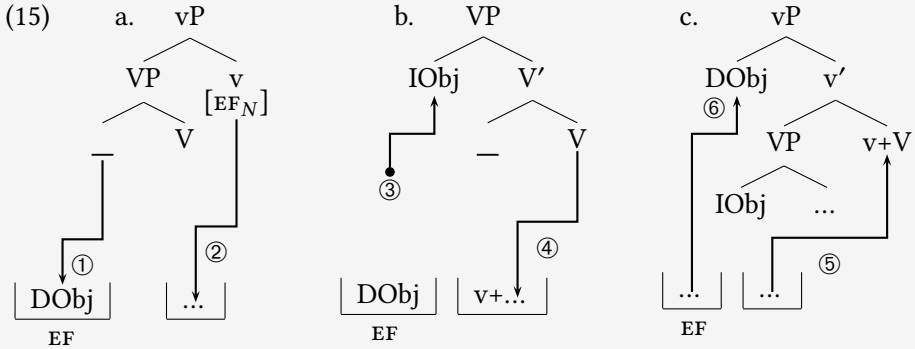 (15) a. vP b. VP c. vP
VP v IObj V′ DObj v′
[EF_N] ⑥
V — V VP v+V
—
③ IObj ...
① ② ④ ⑤
DObj ... DObj v+... ... ...
EF EF EF